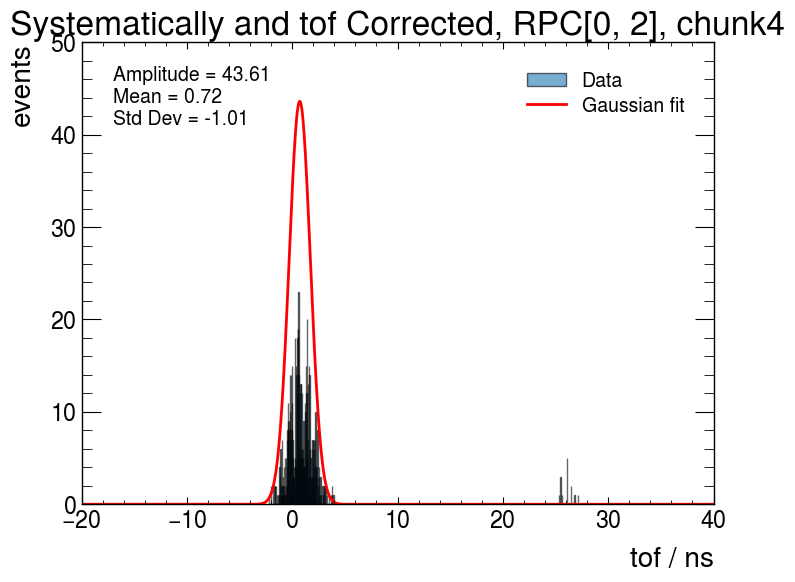 Systematically and tof Corrected, RPC[0, 2], chunk4
events
50
40
30
20
10
0
Amplitude = 43.61
Mean = 0.72
Std Dev = -1.01
Data
Gaussian fit
−20
−10
0
10
20
30
40
tof / ns